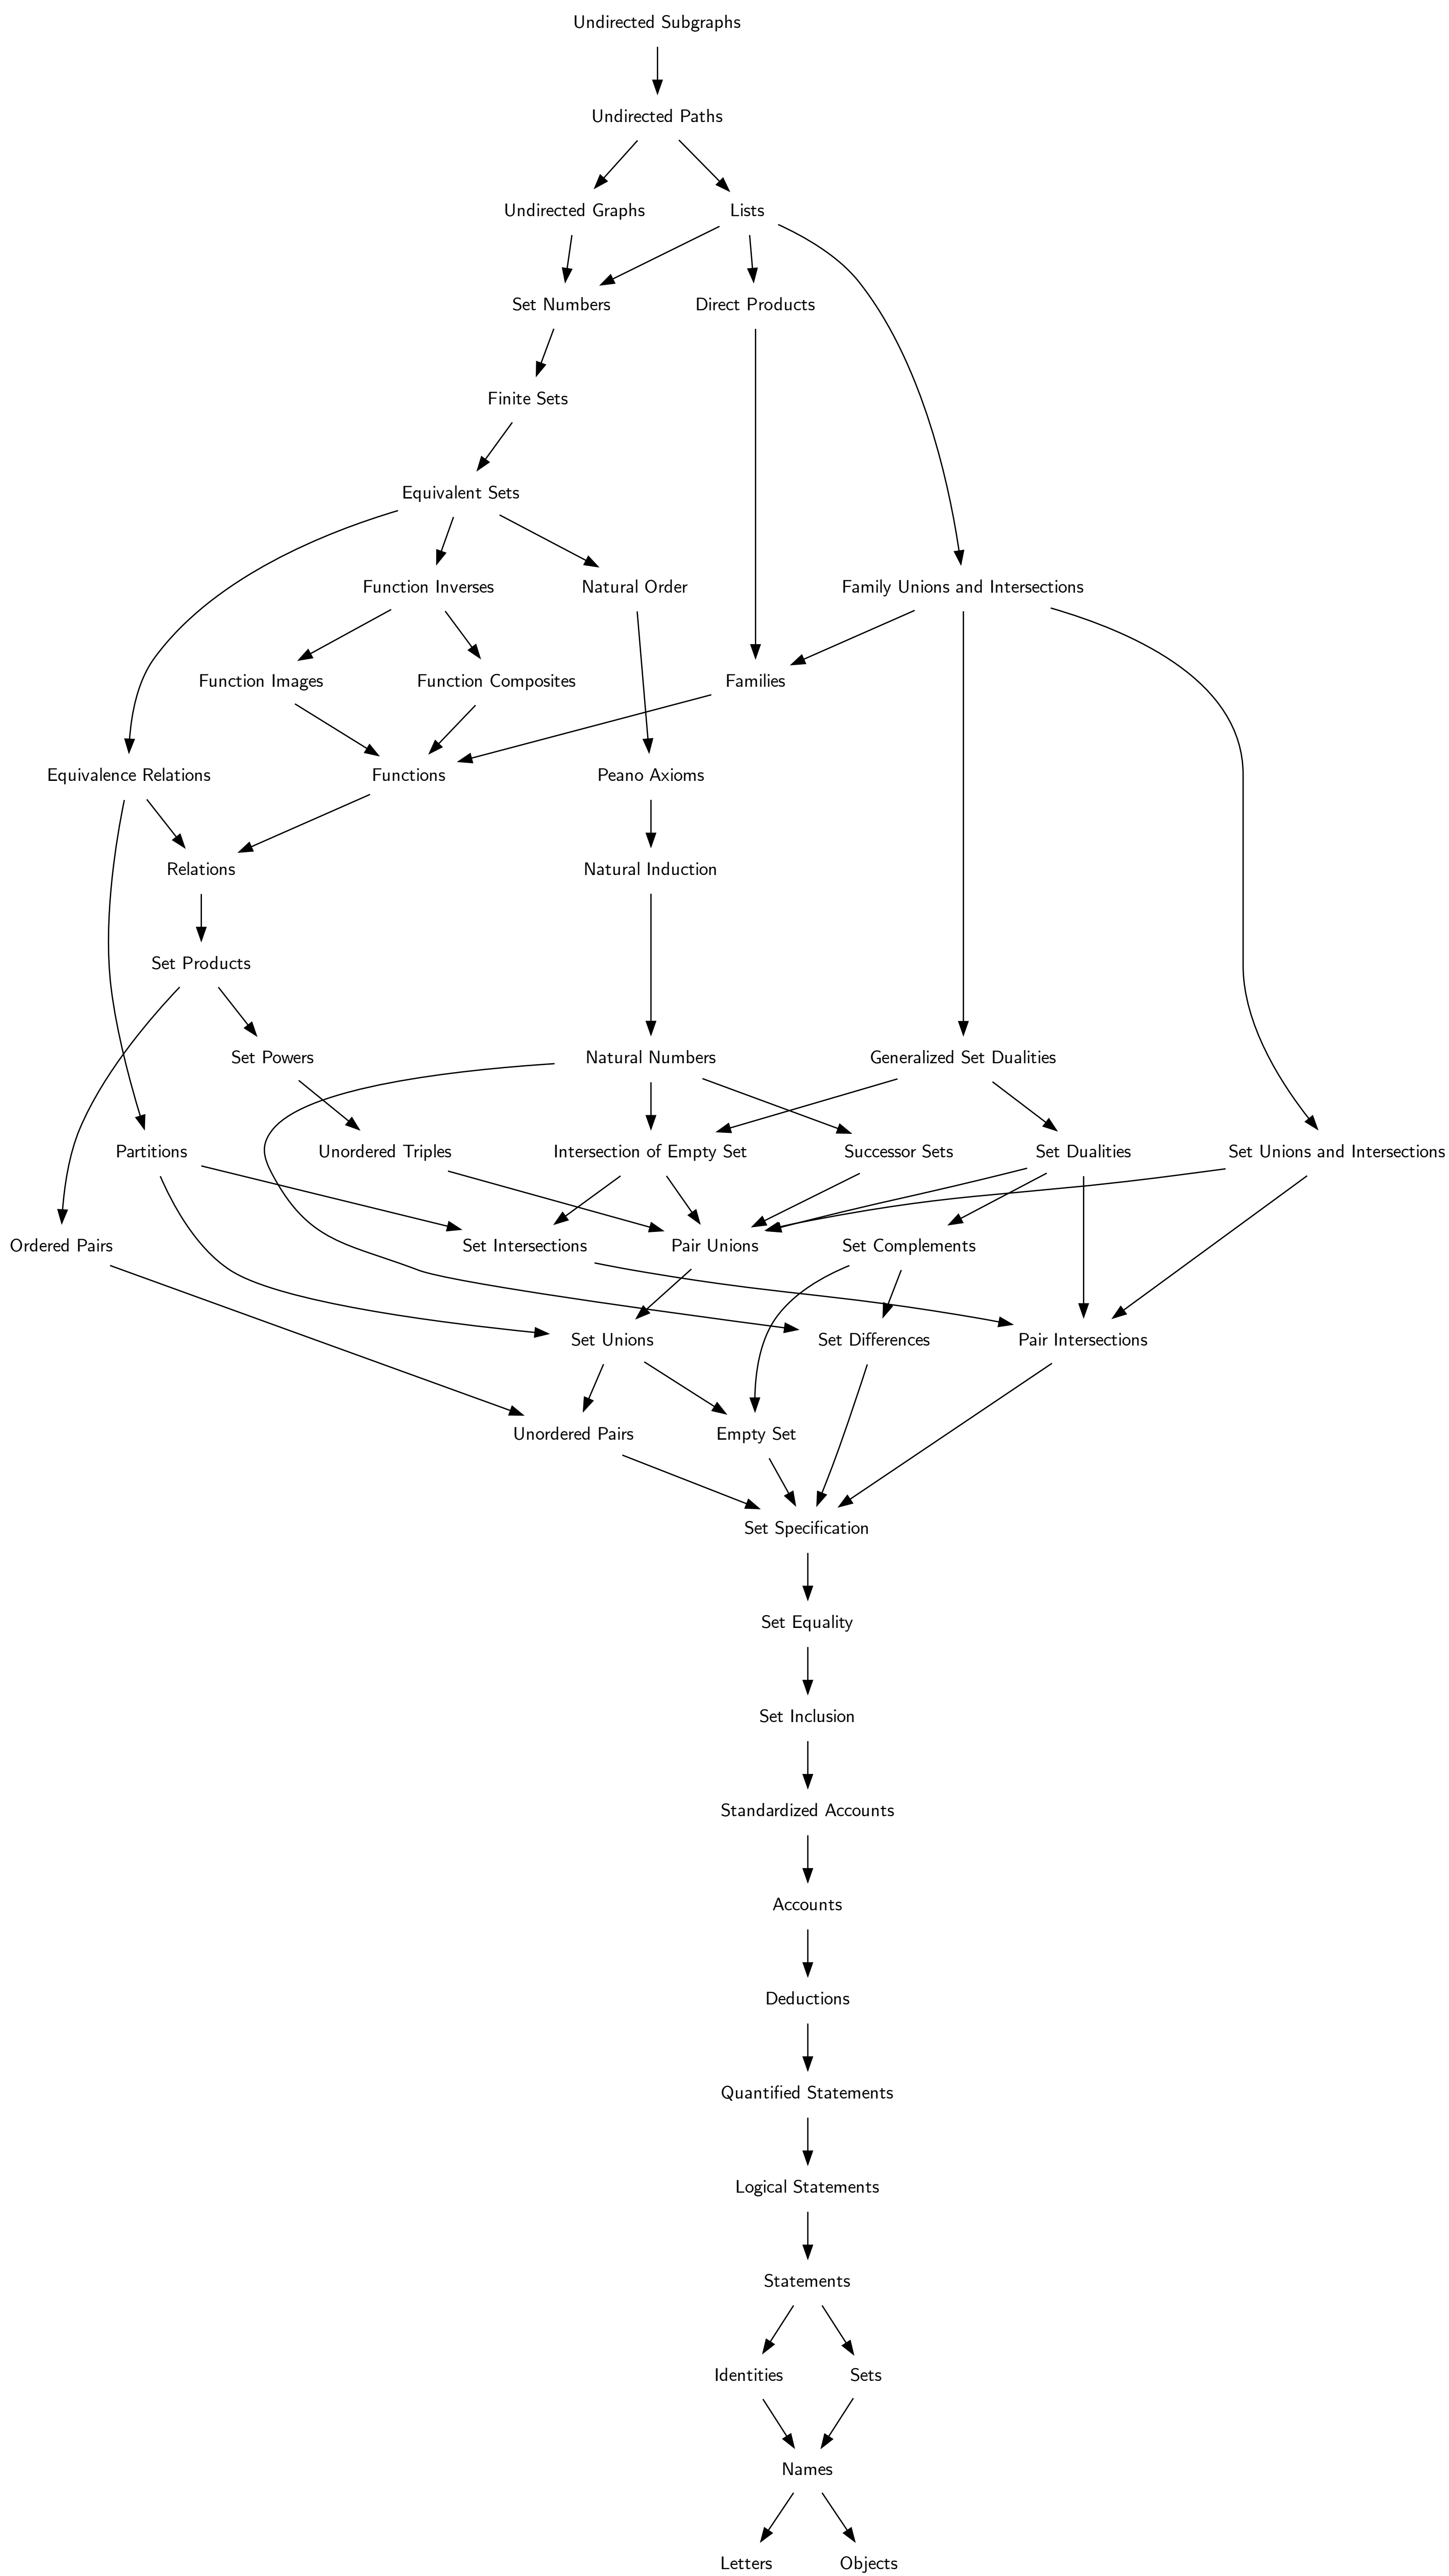 Undirected Subgraphs
Undirected Paths
Undirected Graphs
Lists
Set Numbers
Direct Products
Finite Sets
Equivalent Sets
Function Inverses
Natural Order
Family Unions and Intersections
Function Images
Function Composites
Families
Equivalence Relations
Functions
Peano Axioms
Relations
Natural Induction
Set Products
Set Powers
Natural Numbers
Generalized Set Dualities
Partitions
Unordered Triples
Intersection of Empty Set
Successor Sets
Set Dualities
Set Unions and Intersections
Ordered Pairs
Set Intersections
Pair Unions
Set Complements
Set Unions
Set Differences
Pair Intersections
Unordered Pairs
Empty Set
Set Specification
Set Equality
Set Inclusion
Standardized Accounts
Accounts
Deductions
Quantified Statements
Logical Statements
Statements
Identities
Sets
Names
Letters
Objects